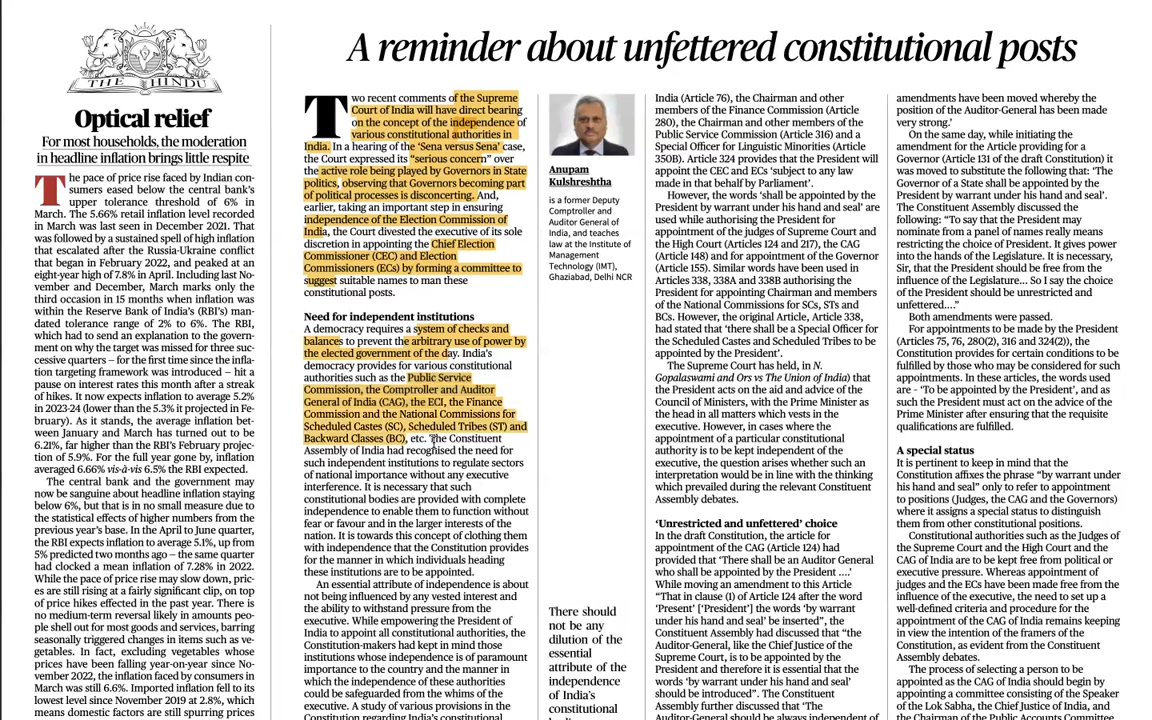 THE HINDU
Optical relief
For most households, the moderation
in headline inflation brings little respite
The pace of price rise faced by Indian con-
sumers eased below the central bank's
upper tolerance threshold of 6% in
March. The 5.66% retail inflation level recorded
in March was last seen in December 2021. That
was followed by a sustained spell of high inflation
that escalated after the Russia-Ukraine conflict
that began in February 2022, and peaked at an
eight-year high of 7.8% in April. Including last No-
vember and December, March marks only the
third occasion in 15 months when inflation was
within the Reserve Bank of India's (RBI's) man-
dated tolerance range of 2% to 6%. The RBI,
which had to send an explanation to the govern-
ment on why the target was missed for three suc-
cessive quarters – for the first time since the infla-
tion targeting framework was introduced – hit a
pause on interest rates this month after a streak
of hikes. It now expects inflation to average 5.2%
in 2023-24 (lower than the 5.3% it projected in Fe-
bruary). As it stands, the average inflation bet-
ween January and March has turned out to be
6.21%, far higher than the RBI's February projec-
tion of 5.9%. For the full year gone by, inflation
averaged 6.66% vis-à-vis 6.5% the RBI expected.
The central bank and the government may
now be sanguine about headline inflation staying
below 6%, but that is in no small measure due to
the statistical effects of higher numbers from the
previous year's base. In the April to June quarter,
the RBI expects inflation to average 5.1%, up from
5% predicted two months ago – the same quarter
had clocked a mean inflation of 7.28% in 2022.
While the pace of price rise may slow down, pric-
es are still rising at a fairly significant clip, on top
of price hikes effected in the past year. There is
no medium-term reversal likely in amounts peo-
ple shell out for most goods and services, barring
seasonally triggered changes in items such as ve-
getables. In fact, excluding vegetables whose
prices have been falling year-on-year since No-
vember 2022, the inflation faced by consumers in
March was still 6.6%. Imported inflation fell to its
lowest level since November 2019 at 2.8%, which
means domestic factors are still spurring prices
A reminder about unfettered constitutional posts
Two recent comments of the Supreme
Court of India will have direct bearing
on the concept of the independence of
various constitutional authorities in
India. In a hearing of the 'Sena versus Sena' case,
the Court expressed its "serious concern" over
the active role being played by Governors in State
politics, observing that Governors becoming part
of political processes is disconcerting. And,
earlier, taking an important step in ensuring
independence of the Election Commission of
India, the Court divested the executive of its sole
discretion in appointing the Chief Election
Commissioner (CEC) and Election
Commissioners (ECs) by forming a committee to
suggest suitable names to man these
constitutional posts.
Need for independent institutions
A democracy requires a system of checks and
balances to prevent the arbitrary use of power by
the elected government of the day. India's
democracy provides for various constitutional
authorities such as the Public Service
Commission, the Comptroller and Auditor
General of India (CAG), the ECI, the Finance
Commission and the National Commissions for
Scheduled Castes (SC), Scheduled Tribes (ST) and
Backward Classes (BC), etc. The Constituent
Assembly of India had recognised the need for
such independent institutions to regulate sectors
of national importance without any executive
interference. It is necessary that such
constitutional bodies are provided with complete
independence to enable them to function without
fear or favour and in the larger interests of the
nation. It is towards this concept of clothing them
with independence that the Constitution provides
for the manner in which individuals heading
these institutions are to be appointed.
An essential attribute of independence is about
not being influenced by any vested interest and
the ability to withstand pressure from the
executive. While empowering the President of
India to appoint all constitutional authorities, the
Constitution-makers had kept in mind those
institutions whose independence is of paramount
importance to the country and the manner in
which the independence of these authorities
could be safeguarded from the whims of the
executive. A study of various provisions in the
Constitution regarding India's constitutional
Anupam
Kulshreshtha
is a former Deputy
Comptroller and
Auditor General of
India, and teaches
law at the Institute of
Management
Technology (IMT),
Ghaziabad, Delhi NCR
There should
not be any
dilution of the
essential
attribute of the
independence
of India's
constitutional
India (Article 76), the Chairman and other
members of the Finance Commission (Article
280), the Chairman and other members of the
Public Service Commission (Article 316) and a
Special Officer for Linguistic Minorities (Article
350B). Article 324 provides that the President will
appoint the CEC and ECs 'subject to any law
made in that behalf by Parliament'.
However, the words 'shall be appointed by the
President by warrant under his hand and seal' are
used while authorising the President for
appointment of the judges of Supreme Court and
the High Court (Articles 124 and 217), the CAG
(Article 148) and for appointment of the Governor
(Article 155). Similar words have been used in
Articles 338, 338A and 338B authorising the
President for appointing Chairman and members
of the National Commissions for SCs, STs and
BCs. However, the original Article, Article 338,
had stated that 'there shall be a Special Officer for
the Scheduled Castes and Scheduled Tribes to be
appointed by the President'.
The Supreme Court has held, in N.
Gopalaswami and Ors vs The Union of India) that
the President acts on the aid and advice of the
Council of Ministers, with the Prime Minister as
the head in all matters which vests in the
executive. However, in cases where the
appointment of a particular constitutional
authority is to be kept independent of the
executive, the question arises whether such an
interpretation would be in line with the thinking
which prevailed during the relevant Constituent
Assembly debates.
'Unrestricted and unfettered' choice
In the draft Constitution, the article for
appointment of the CAG (Article 124) had
provided that 'There shall be an Auditor General
who shall be appointed by the President ....'
While moving an amendment to this Article
"That in clause (I) of Article 124 after the word
'Present' ['President'] the words 'by warrant
under his hand and seal' be inserted", the
Constituent Assembly had discussed that "the
Auditor-General, like the Chief Justice of the
Supreme Court, is to be appointed by the
President and therefore it is essential that the
words 'by warrant under his hand and seal'
should be introduced". The Constituent
Assembly further discussed that 'The
Auditor-General should be always independent of
amendments have been moved whereby the
position of the Auditor-General has been made
very strong.'
On the same day, while initiating the
amendment for the Article providing for a
Governor (Article 131 of the draft Constitution) it
was moved to substitute the following that: 'The
Governor of a State shall be appointed by the
President by warrant under his hand and seal'.
The Constituent Assembly discussed the
following: "To say that the President may
nominate from a panel of names really means
restricting the choice of President. It gives power
into the hands of the Legislature. It is necessary,
Sir, that the President should be free from the
influence of the Legislature... So I say the choice
of the President should be unrestricted and
unfettered...."
Both amendments were passed.
For appointments to be made by the President
(Articles 75, 76, 280(2), 316 and 324(2)), the
Constitution provides for certain conditions to be
fulfilled by those who may be considered for such
appointments. In these articles, the words used
are - 'To be appointed by the President', and as
such the President must act on the advice of the
Prime Minister after ensuring that the requisite
qualifications are fulfilled.
A special status
It is pertinent to keep in mind that the
Constitution affixes the phrase "by warrant under
his hand and seal" only to refer to appointment
to positions (Judges, the CAG and the Governors)
where it assigns a special status to distinguish
them from other constitutional positions.
Constitutional authorities such as the Judges of
the Supreme Court and the High Court and the
CAG of India are to be kept free from political or
executive pressure. Whereas appointment of
judges and the ECs have been made free from the
influence of the executive, the need to set up a
well-defined criteria and procedure for the
appointment of the CAG of India remains keeping
in view the intention of the framers of the
Constitution, as evident from the Constituent
Assembly debates.
The process of selecting a person to be
appointed as the CAG of India should begin by
appointing a committee consisting of the Speaker
of the Lok Sabha, the Chief Justice of India, and
the Chairman of the Public Accounts Committee